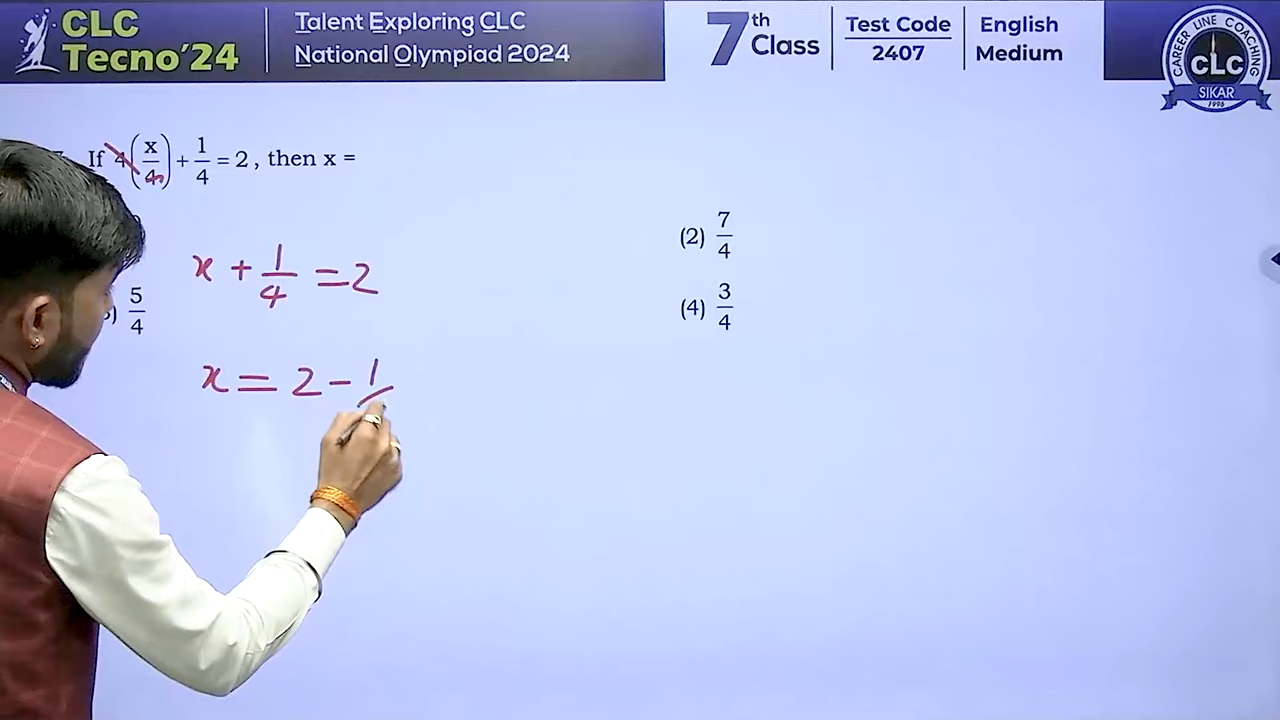 CLC
Tecno'24
Talent Exploring CLC
National Olympiad 2024
7th Class
Test Code
2407
English
Medium
CAREER LINE COACHING
CLC
SIKAR
1996
If 4(x/4) + 1/4 = 2, then x =
(2) 7/4
x + 1/4 = 2
5/4
(4) 3/4
x = 2 - 1/